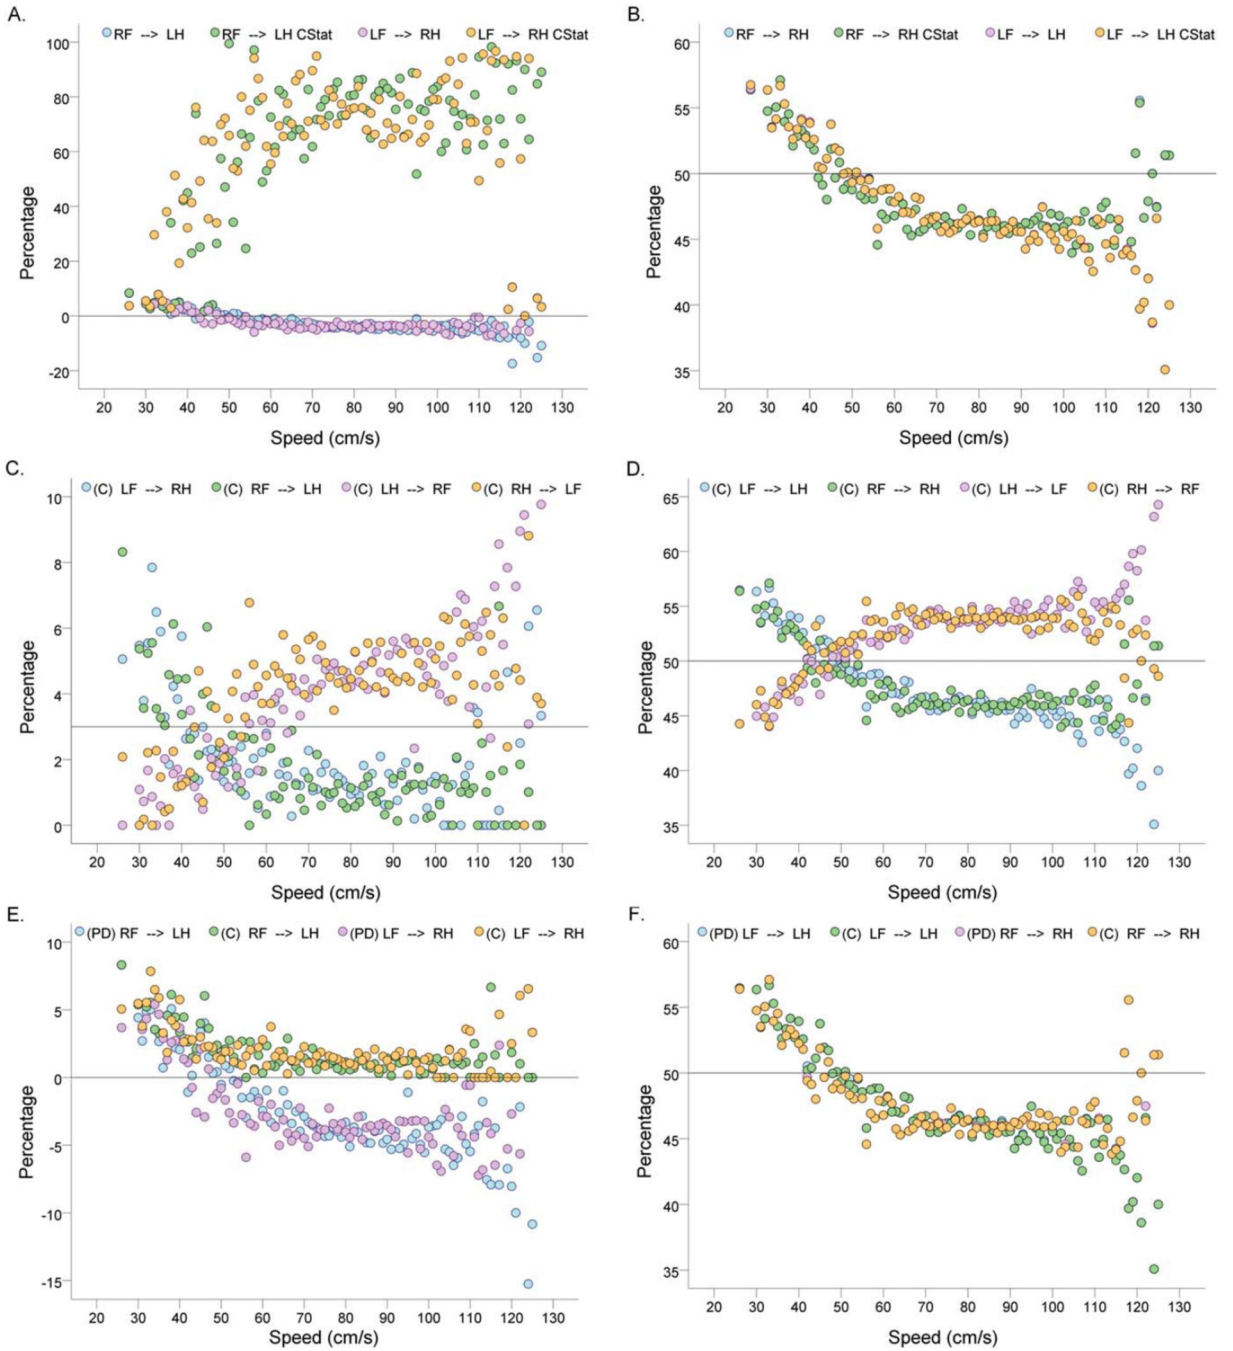 A.
RF --> LH RF --> LH CStat LF --> RH LF --> RH CStat
100
80
60
40
20
0
-20
Percentage
20 30 40 50 60 70 80 90 100 110 120 130
Speed (cm/s)
B.
RF --> RH RF --> RH CStat LF --> LH LF --> LH CStat
60
55
50
45
40
35
Percentage
20 30 40 50 60 70 80 90 100 110 120 130
Speed (cm/s)
C.
(C) LF --> RH (C) RF --> LH (C) LH --> RF (C) RH --> LF
10
8
6
4
2
0
Percentage
20 30 40 50 60 70 80 90 100 110 120 130
Speed (cm/s)
D.
(C) LF --> LH (C) RF --> RH (C) LH --> LF (C) RH --> RF
65
60
55
50
45
40
35
Percentage
20 30 40 50 60 70 80 90 100 110 120 130
Speed (cm/s)
E.
(PD) RF --> LH (C) RF --> LH (PD) LF --> RH (C) LF --> RH
10
5
0
-5
-10
-15
Percentage
20 30 40 50 60 70 80 90 100 110 120 130
Speed (cm/s)
F.
(PD) LF --> LH (C) LF --> LH (PD) RF --> RH (C) RF --> RH
60
55
50
45
40
35
Percentage
20 30 40 50 60 70 80 90 100 110 120 130
Speed (cm/s)